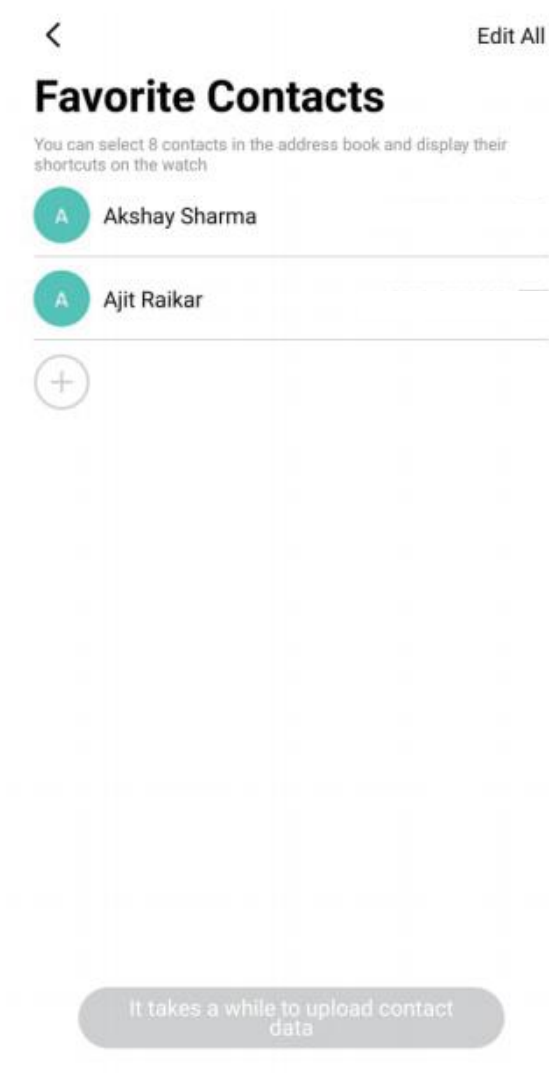 Edit All
Favorite Contacts
You can select 8 contacts in the address book and display their
shortcuts on the watch
A
Akshay Sharma
A
Ajit Raikar
It takes a while to upload contact
data